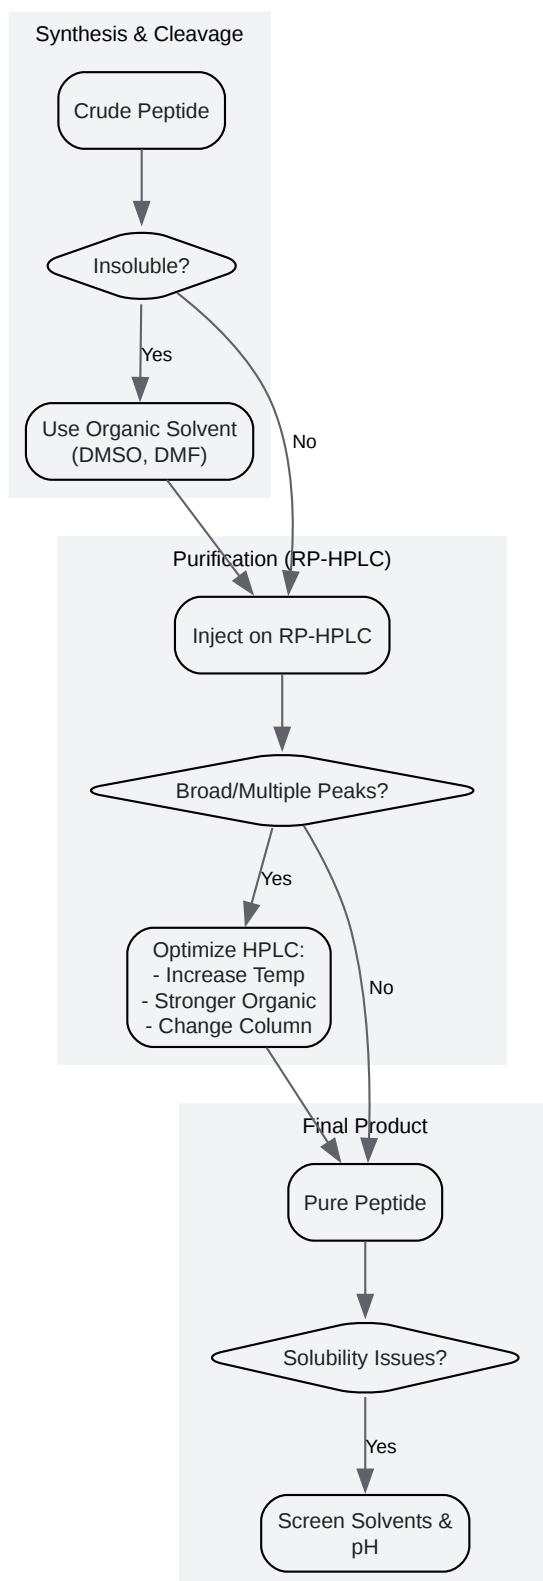 Synthesis & Cleavage
Crude Peptide
Insoluble?
Yes
Use Organic Solvent
(DMSO, DMF)
No
Purification (RP-HPLC)
Inject on RP-HPLC
Broad/Multiple Peaks?
Yes
Optimize HPLC:
- Increase Temp
- Stronger Organic
- Change Column
No
Final Product
Pure Peptide
Solubility Issues?
Yes
Screen Solvents &
pH